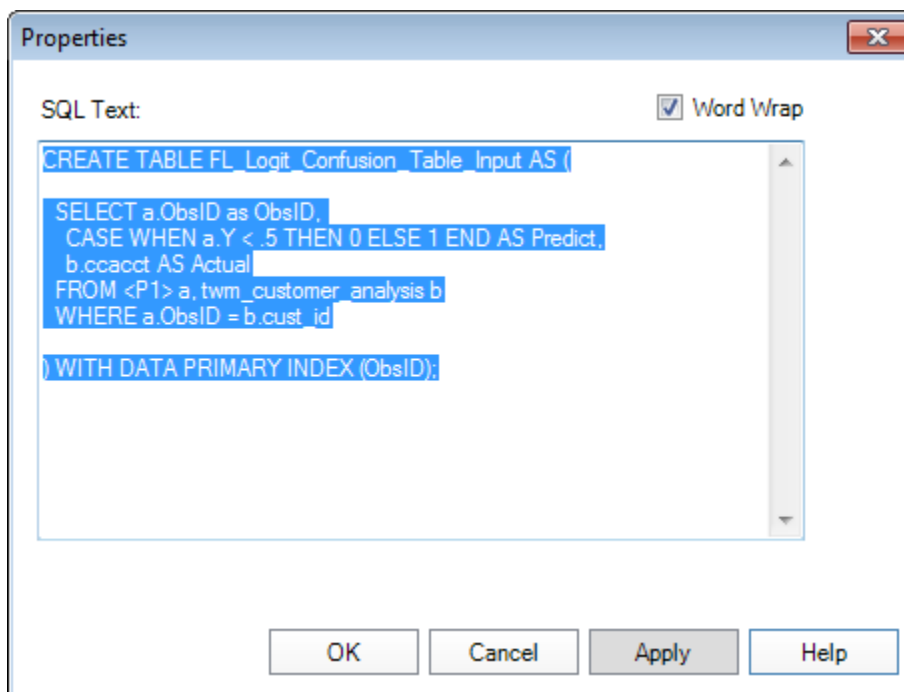 Properties
SQL Text:
Word Wrap
CREATE TABLE FL_Logit_Confusion_Table_Input AS (
SELECT a.ObsID as ObsID,
CASE WHEN a.Y < .5 THEN 0 ELSE 1 END AS Predict,
b.ccacct AS Actual
FROM <P1> a, twm_customer_analysis b
WHERE a.ObsID = b.cust_id
) WITH DATA PRIMARY INDEX (ObsID);
OK
Cancel
Apply
Help